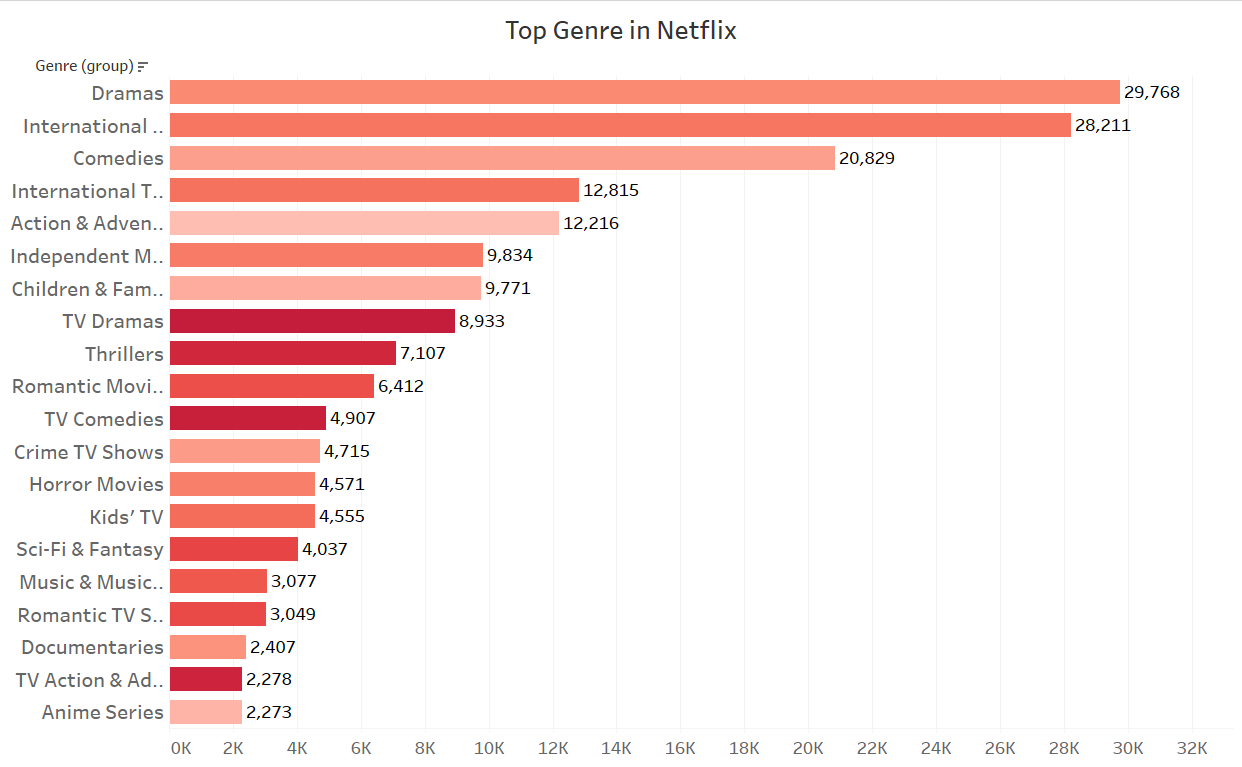 Top Genre in Netflix
Genre (group)
Dramas 29,768
International .. 28,211
Comedies 20,829
International T.. 12,815
Action & Adven.. 12,216
Independent M.. 9,834
Children & Fam.. 9,771
TV Dramas 8,933
Thrillers 7,107
Romantic Movi.. 6,412
TV Comedies 4,907
Crime TV Shows 4,715
Horror Movies 4,571
Kids’ TV 4,555
Sci-Fi & Fantasy 4,037
Music & Music.. 3,077
Romantic TV S.. 3,049
Documentaries 2,407
TV Action & Ad.. 2,278
Anime Series 2,273
0K 2K 4K 6K 8K 10K 12K 14K 16K 18K 20K 22K 24K 26K 28K 30K 32K